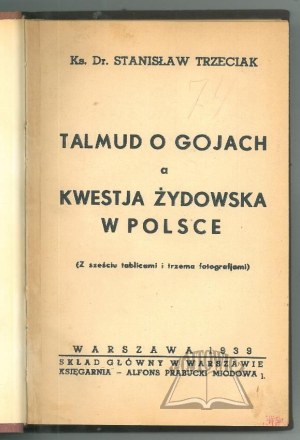 Ks. Dr. STANISŁAW TRZECIAK
TALMUD O GOJACH
a
KWESTJA ŻYDOWSKA
W POLSCE
(Z sześciu tablicami i trzema fotografjami)
WARSZAWA 1939
SKŁAD GŁÓWNY W WARSZAWIE
KSIĘGARNIA – ALFONS PRABUCKI MIODOWA 1.